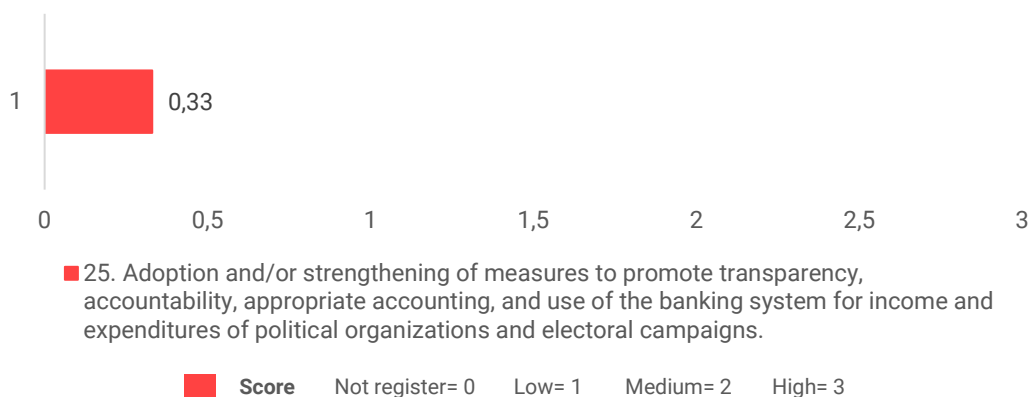 1
0,33
0 0,5 1 1,5 2 2,5 3
25. Adoption and/or strengthening of measures to promote transparency,
accountability, appropriate accounting, and use of the banking system for income and
expenditures of political organizations and electoral campaigns.
Score Not register= 0 Low= 1 Medium= 2 High= 3